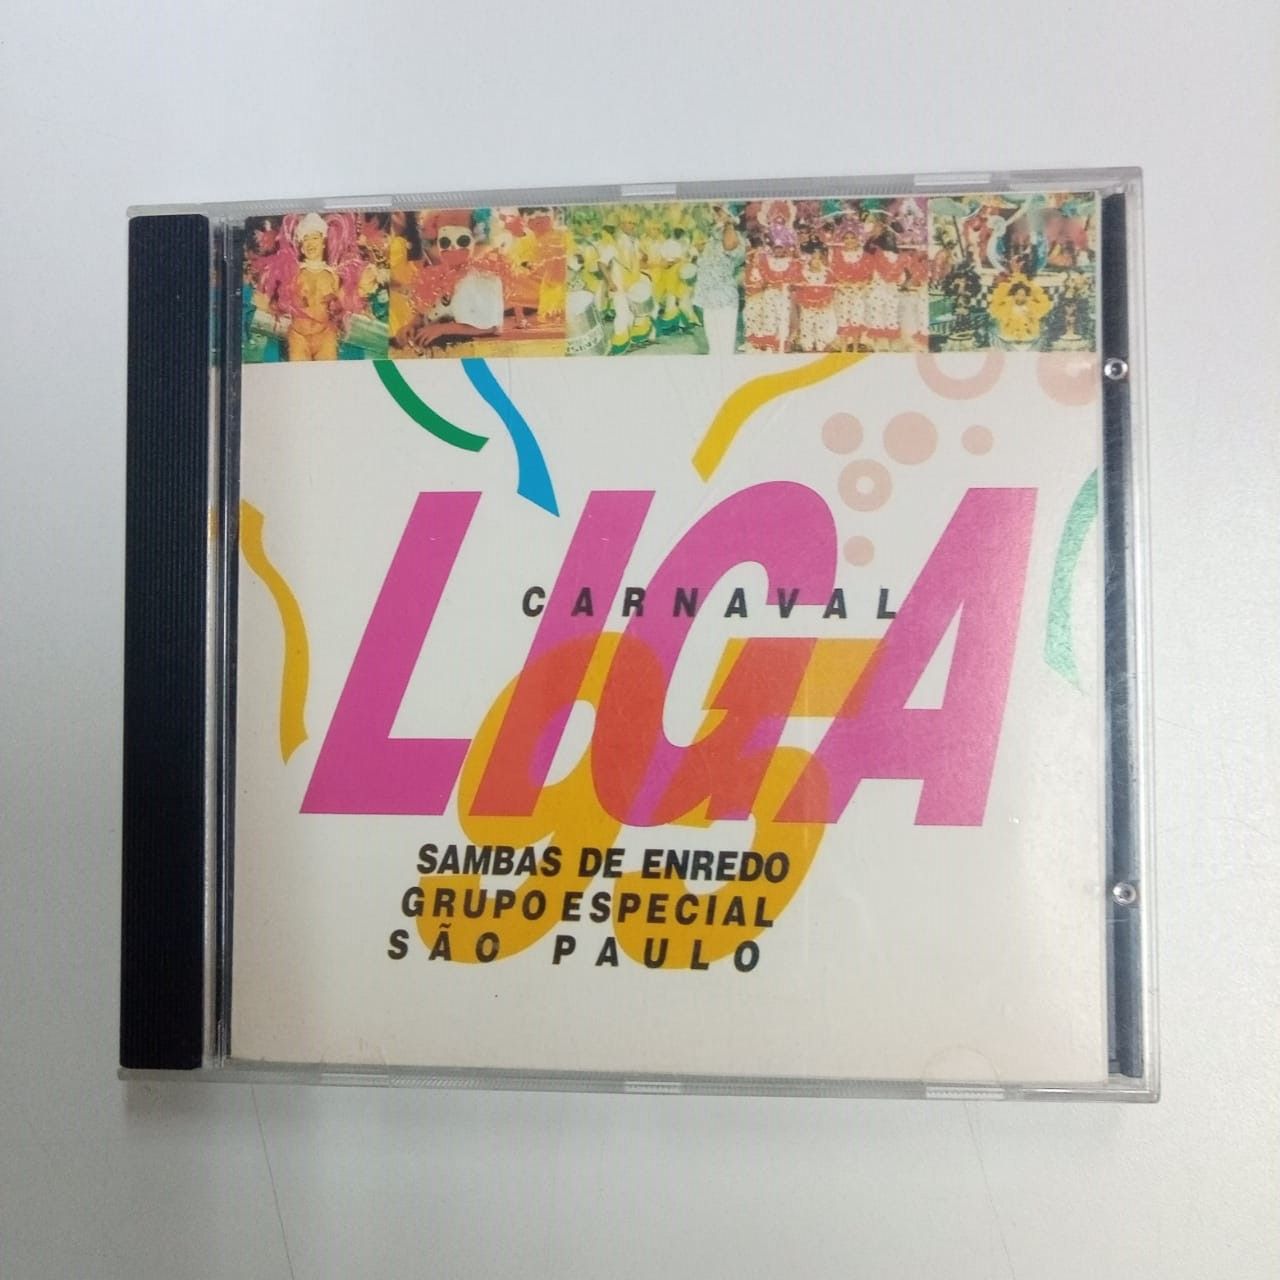 LIGA
CARNAVAL
95
SAMBAS DE ENREDO
GRUPO ESPECIAL
SÃO PAULO